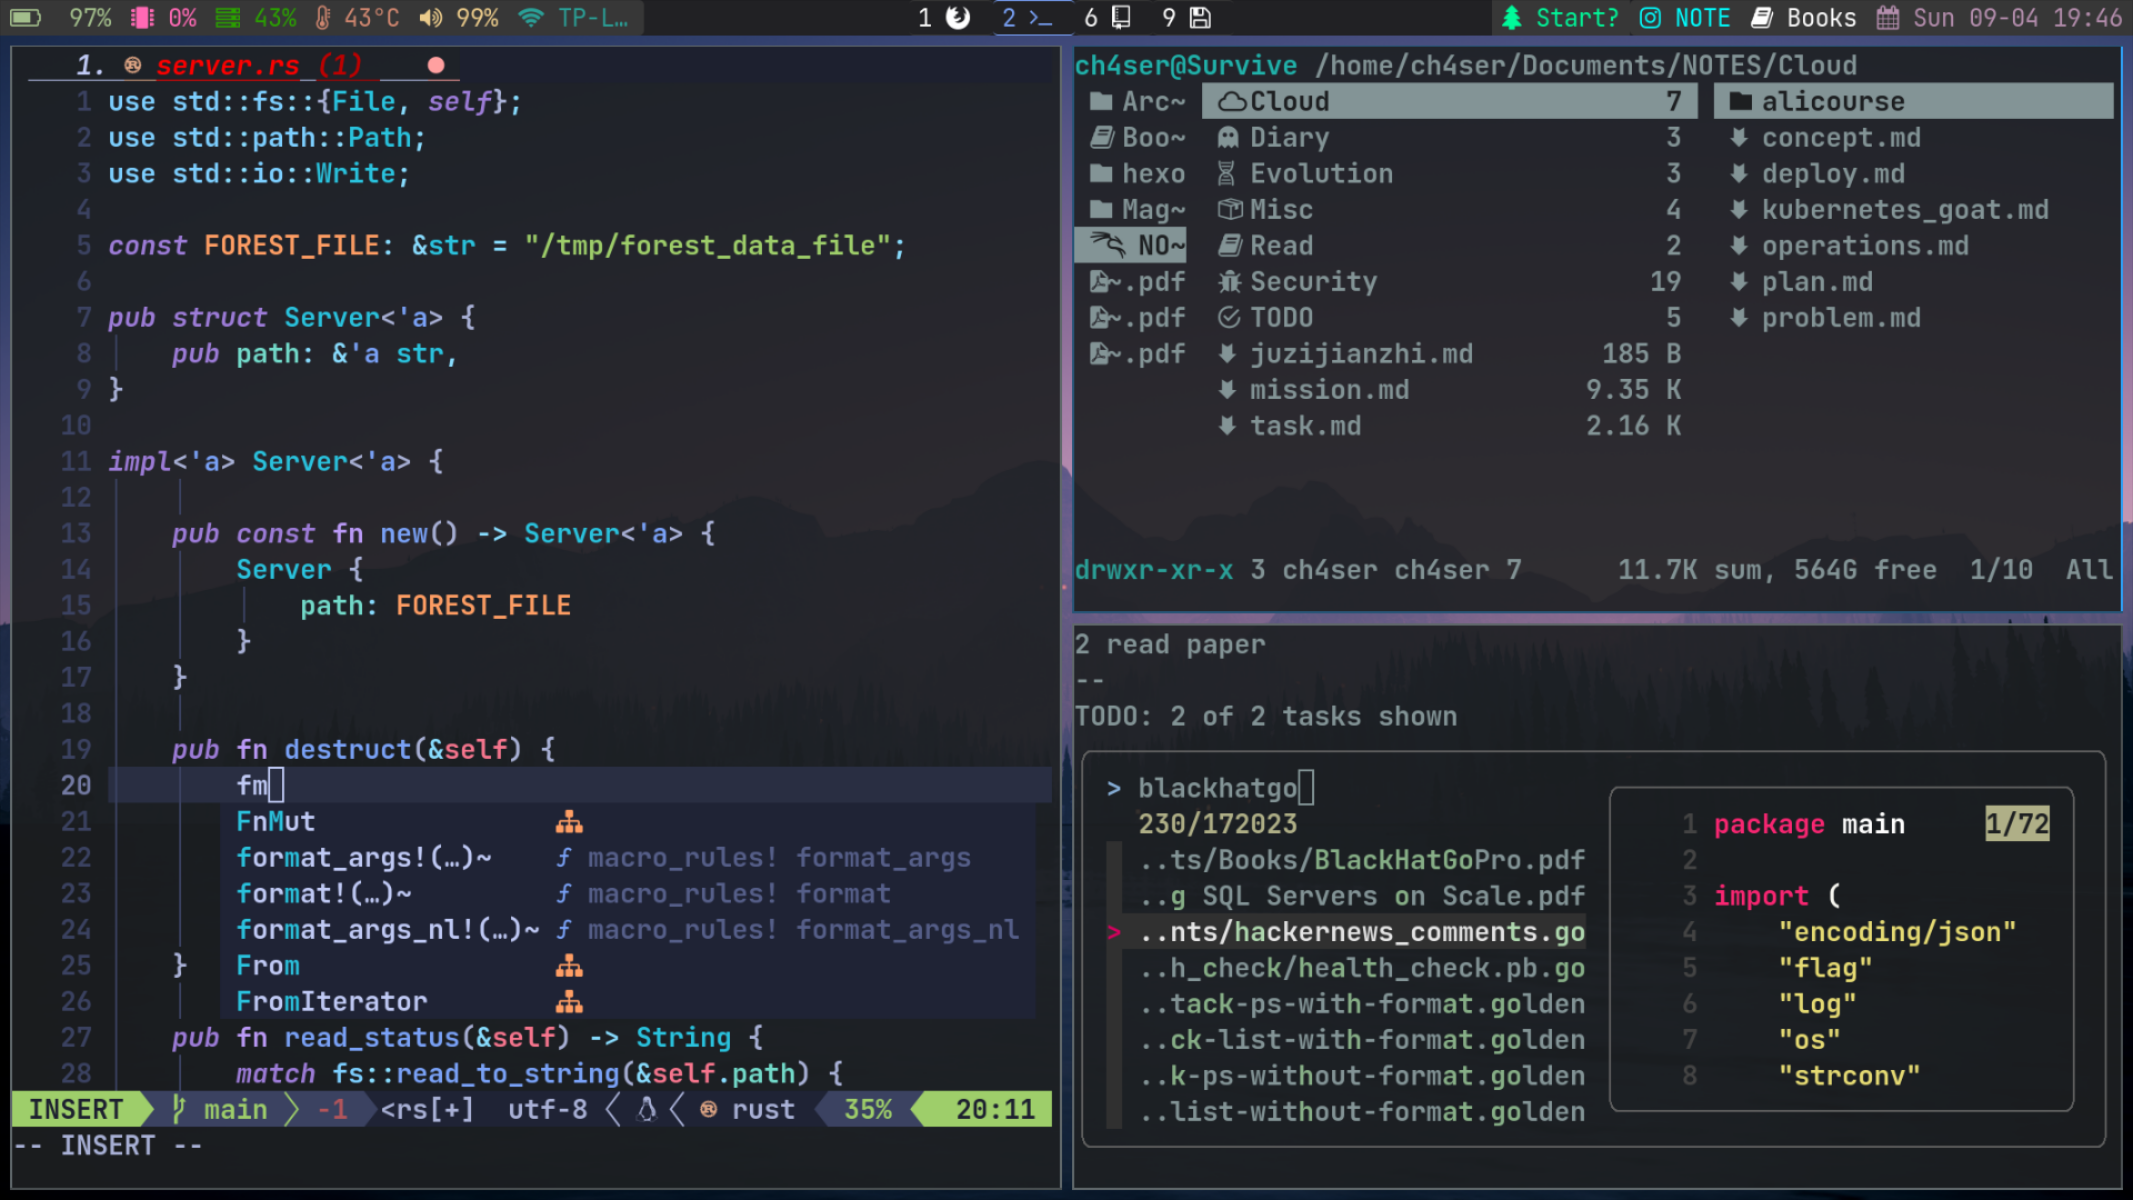 97% 0% 43% 43°C 99% TP-L… 1 2 >_ 6 9 Start? NOTE Books Sun 09-04 19:46
1. server.rs (1)
1 use std::fs::{File, self};
2 use std::path::Path;
3 use std::io::Write;
4
5 const FOREST_FILE: &str = "/tmp/forest_data_file";
6
7 pub struct Server<'a> {
8 pub path: &'a str,
9 }
10
11 impl<'a> Server<'a> {
12
13 pub const fn new() -> Server<'a> {
14 Server {
15 path: FOREST_FILE
16 }
17 }
18
19 pub fn destruct(&self) {
20 fm
21 FnMut
22 format_args!(…)~ ƒ macro_rules! format_args
23 format!(…)~ ƒ macro_rules! format
24 format_args_nl!(…)~ ƒ macro_rules! format_args_nl
25 } From
26 FromIterator
27 pub fn read_status(&self) -> String {
28 match fs::read_to_string(&self.path) {
INSERT main -1 <rs[+] utf-8 rust 35% 20:11
-- INSERT --
ch4ser@Survive /home/ch4ser/Documents/NOTES/Cloud
Arc~ Cloud 7 alicourse
Boo~ Diary 3 concept.md
hexo Evolution 3 deploy.md
Mag~ Misc 4 kubernetes_goat.md
NO~ Read 2 operations.md
~.pdf Security 19 plan.md
~.pdf TODO 5 problem.md
~.pdf juzijianzhi.md 185 B
mission.md 9.35 K
task.md 2.16 K
drwxr-xr-x 3 ch4ser ch4ser 7 11.7K sum, 564G free 1/10 All
2 read paper
--
TODO: 2 of 2 tasks shown
> blackhatgo
230/172023
..ts/Books/BlackHatGoPro.pdf
..g SQL Servers on Scale.pdf
> ..nts/hackernews_comments.go
..h_check/health_check.pb.go
..tack-ps-with-format.golden
..ck-list-with-format.golden
..k-ps-without-format.golden
..list-without-format.golden
1 package main 1/72
2
3 import (
4 "encoding/json"
5 "flag"
6 "log"
7 "os"
8 "strconv"